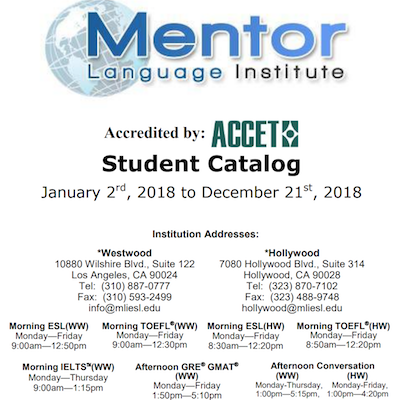 Mentor
Language Institute
Accredited by: ACCET
Student Catalog
January 2rd, 2018 to December 21st, 2018
Institution Addresses:
*Westwood
10880 Wilshire Blvd., Suite 122
Los Angeles, CA 90024
Tel: (310) 887-0777
Fax: (310) 593-2499
info@mliesl.edu
*Hollywood
7080 Hollywood Blvd., Suite 314
Hollywood, CA 90028
Tel: (323) 870-7102
Fax: (323) 488-9748
hollywood@mliesl.edu
Morning ESL(WW)
Monday—Friday
9:00am—12:50pm
Morning TOEFL®(WW)
Monday—Friday
9:00am—12:30pm
Morning ESL(HW)
Monday—Friday
8:30am—12:20pm
Morning TOEFL®(HW)
Monday—Friday
8:50am—12:20pm
Morning IELTS℠(WW)
Monday—Thursday
9:00am—1:15pm
Afternoon GRE® GMAT®
(WW)
Monday—Friday
1:50pm—5:10pm
Afternoon Conversation
(WW)
Monday-Thursday,
1:00pm—5:15pm,
(HW)
Monday-Friday,
1:00pm—4:20pm